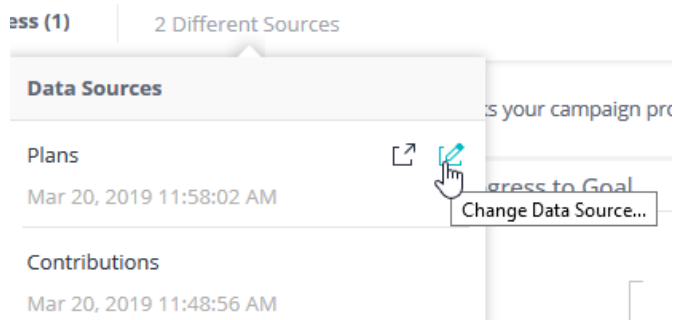 ess (1)
2 Different Sources
Data Sources
s your campaign pro
Plans
Mar 20, 2019 11:58:02 AM
gress to Goal
Change Data Source...
Contributions
Mar 20, 2019 11:48:56 AM